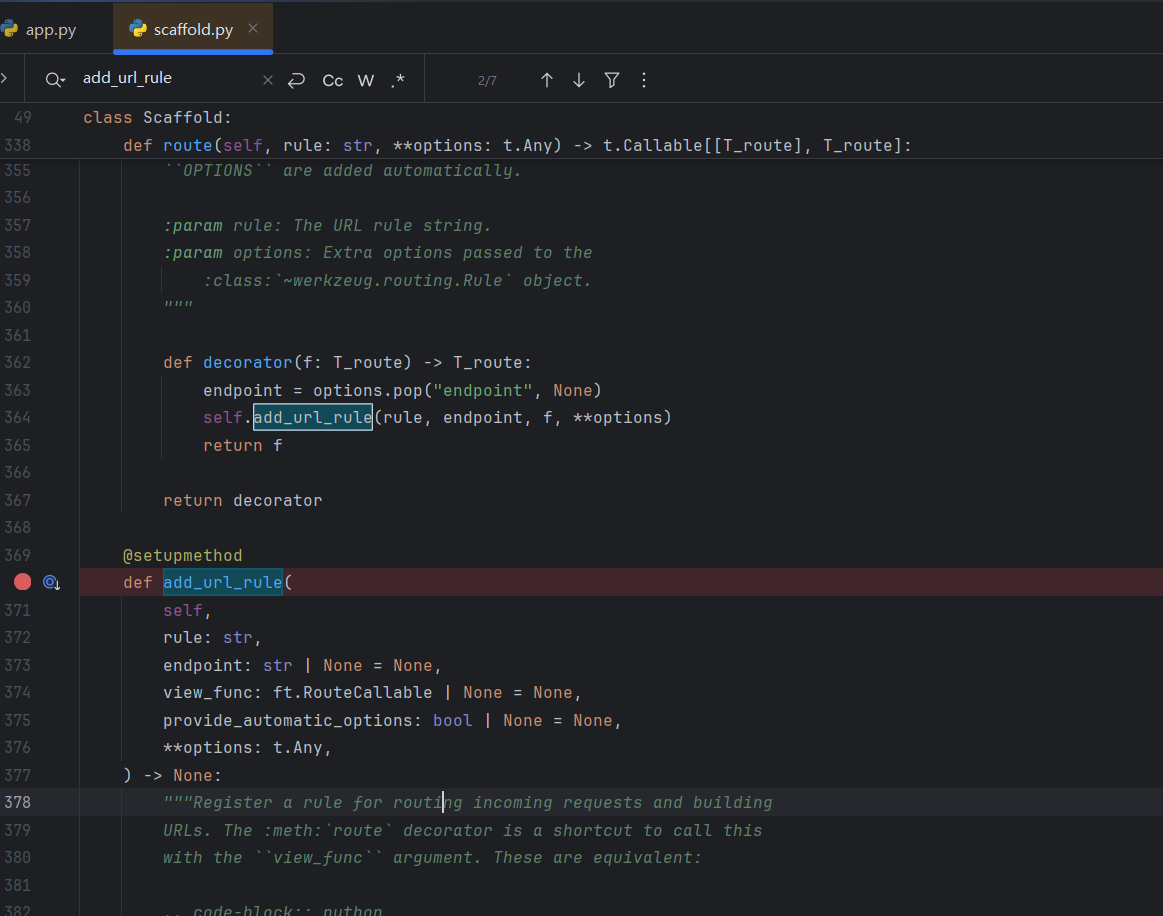 app.py
scaffold.py
add_url_rule
Cc W .*
2/7
49 class Scaffold:
338 def route(self, rule: str, **options: t.Any) -> t.Callable[[T_route], T_route]:
355 ``OPTIONS`` are added automatically.
356
357 :param rule: The URL rule string.
358 :param options: Extra options passed to the
359 :class:`~werkzeug.routing.Rule` object.
360 """
361
362 def decorator(f: T_route) -> T_route:
363 endpoint = options.pop("endpoint", None)
364 self.add_url_rule(rule, endpoint, f, **options)
365 return f
366
367 return decorator
368
369 @setupmethod
def add_url_rule(
371 self,
372 rule: str,
373 endpoint: str | None = None,
374 view_func: ft.RouteCallable | None = None,
375 provide_automatic_options: bool | None = None,
376 **options: t.Any,
377 ) -> None:
378 """Register a rule for routing incoming requests and building
379 URLs. The :meth:`route` decorator is a shortcut to call this
380 with the ``view_func`` argument. These are equivalent:
381
382 .. code-block:: python